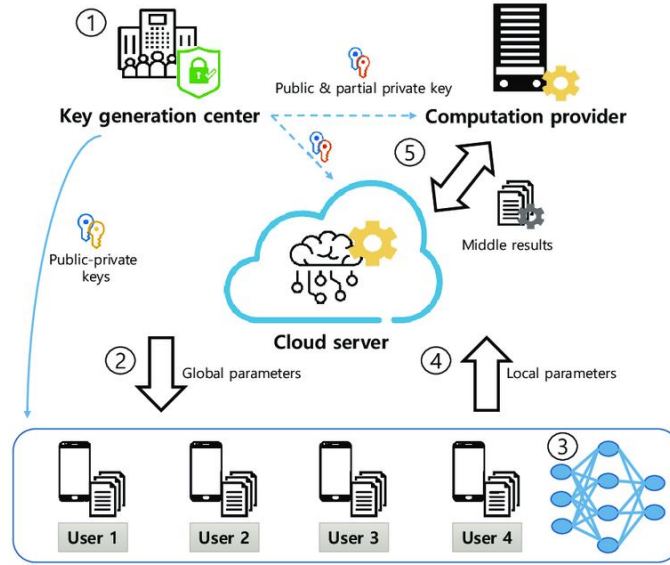 1
Public & partial private key
Key generation center
Computation provider
5
Public-private
keys
Middle results
Cloud server
2
Global parameters
4
Local parameters
3
User 1
User 2
User 3
User 4